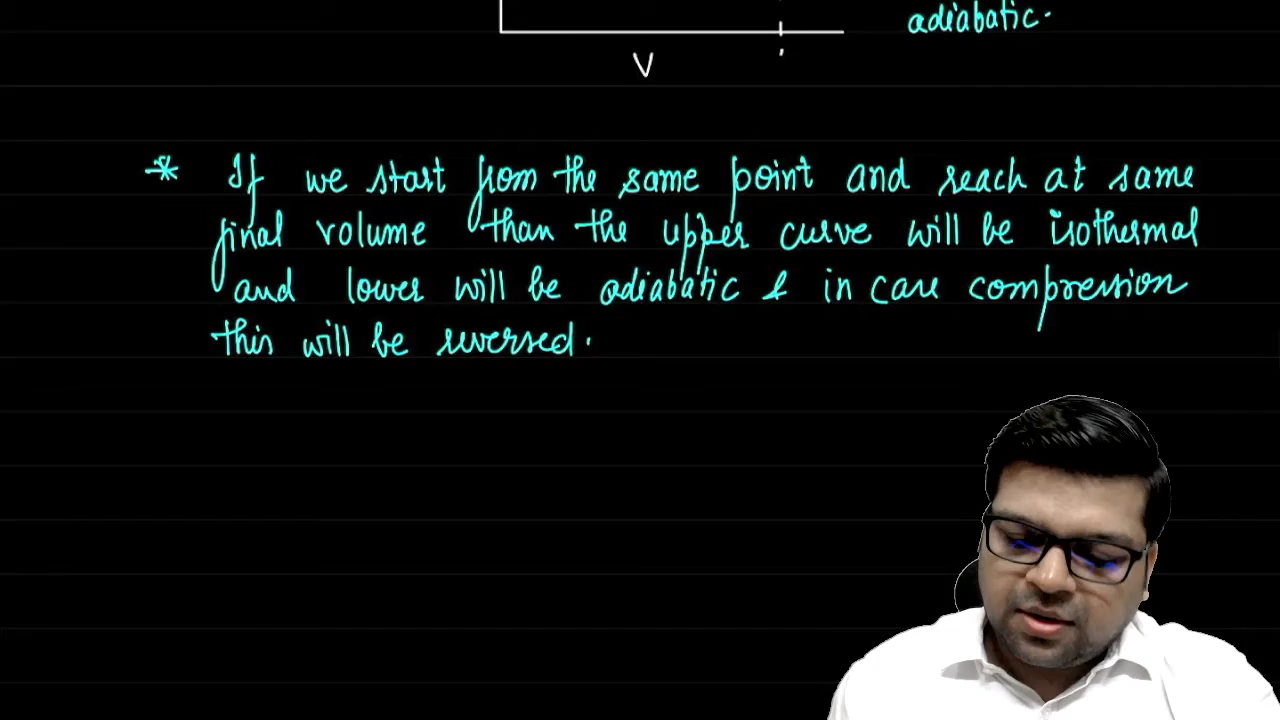 adiabatic.
V
* If we start from the same point and reach at same
final volume than the upper curve will be isothermal
and lower will be adiabatic & in case compression
this will be reversed.